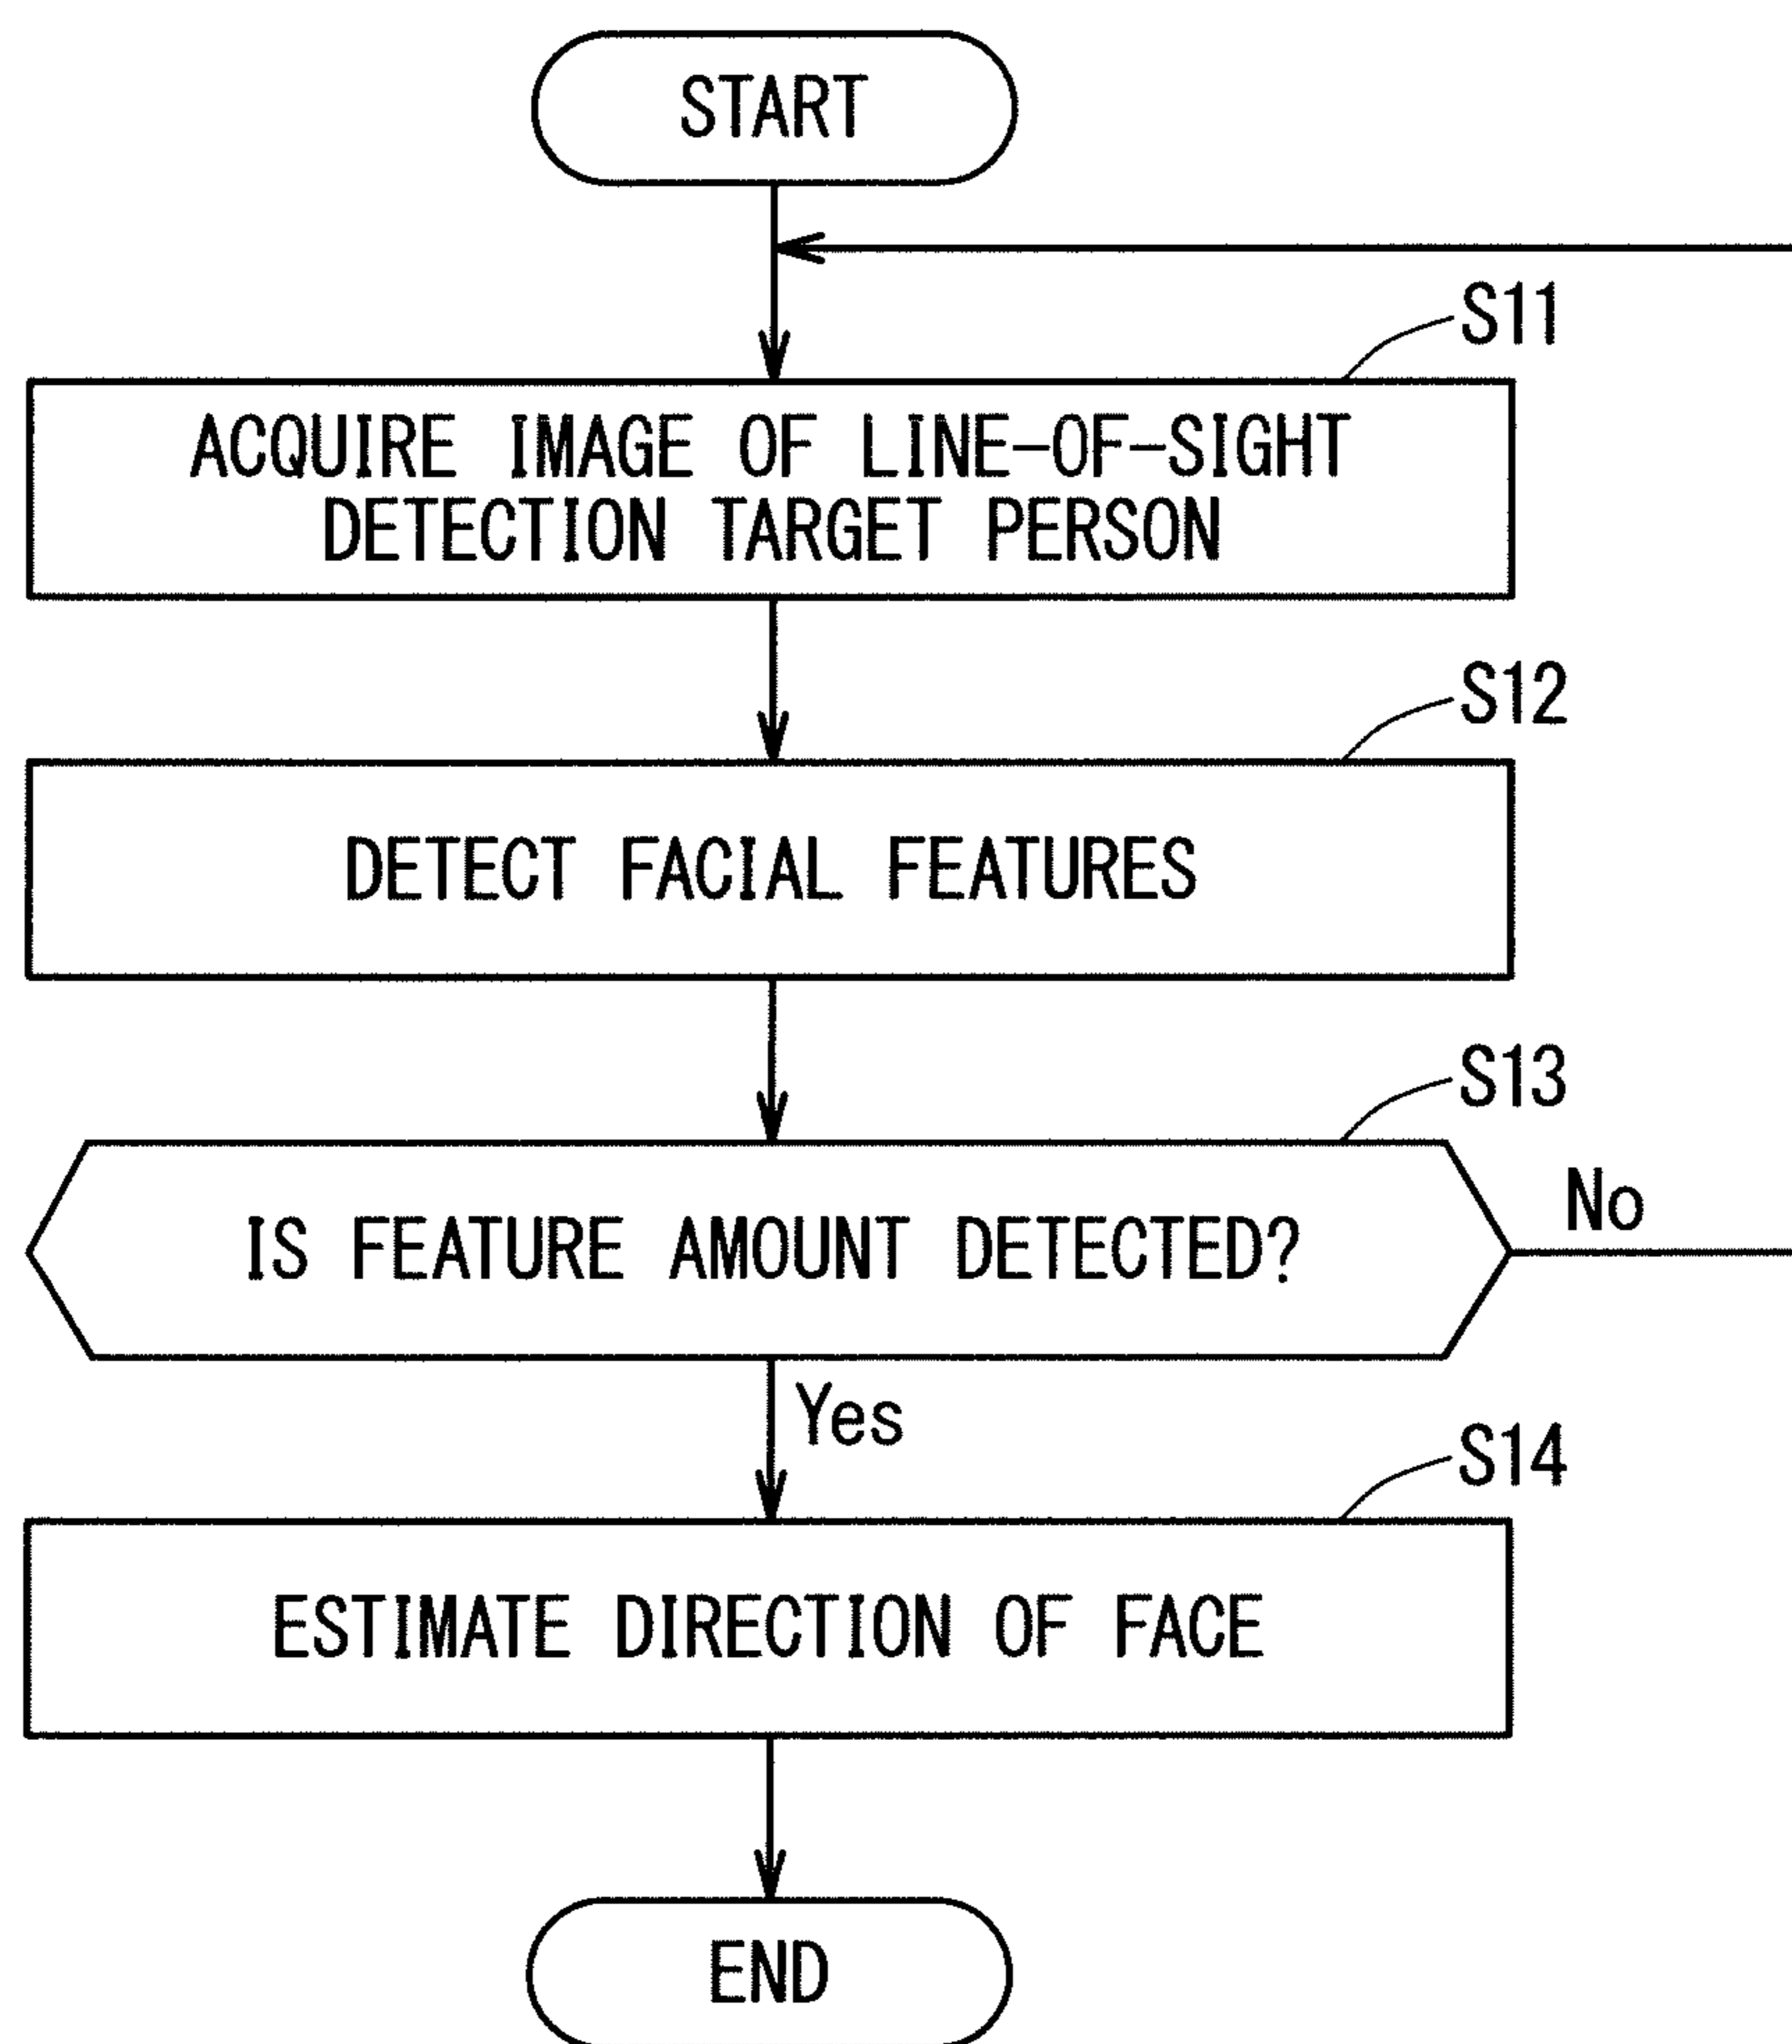 START
S11
ACQUIRE IMAGE OF LINE-OF-SIGHT
DETECTION TARGET PERSON
S12
DETECT FACIAL FEATURES
S13
IS FEATURE AMOUNT DETECTED?
No
Yes
S14
ESTIMATE DIRECTION OF FACE
END